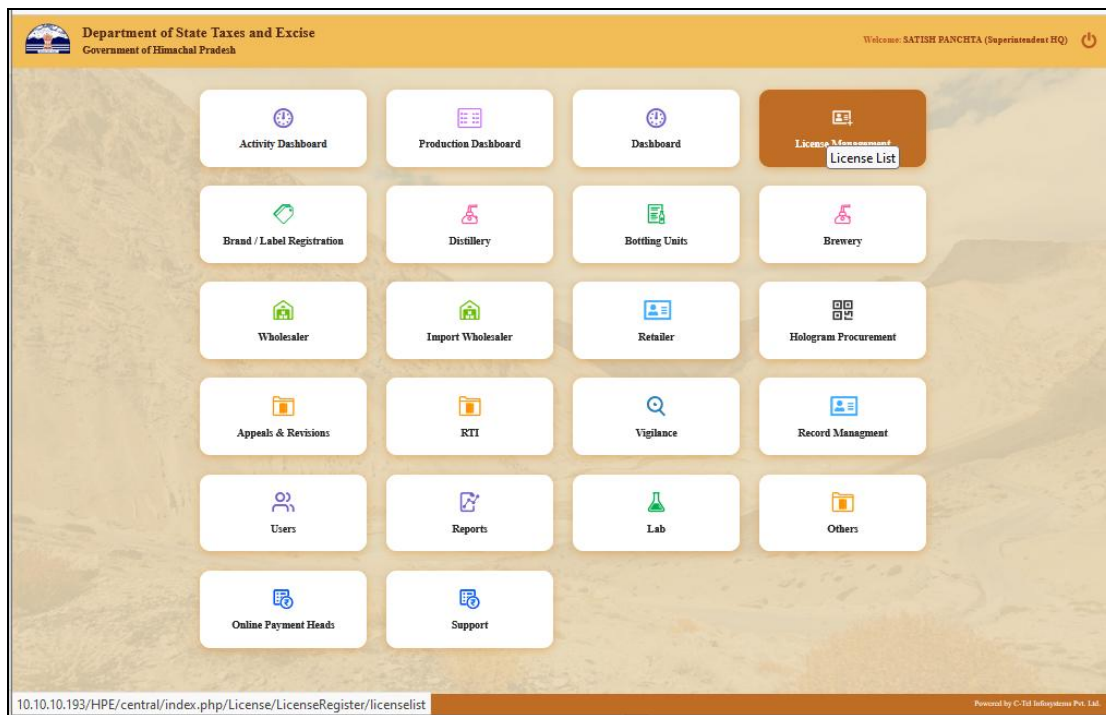 Department of State Taxes and Excise
Government of Himachal Pradesh
Welcome: SATISH PANCHTA (Superintendent HQ)
Activity Dashboard
Production Dashboard
Dashboard
License Management
License List
Brand / Label Registration
Distillery
Bottling Units
Brewery
Wholesaler
Import Wholesaler
Retailer
Hologram Procurement
Appeals & Revisions
RTI
Vigilance
Record Managment
Users
Reports
Lab
Others
Online Payment Heads
Support
10.10.10.193/HPE/central/index.php/License/LicenseRegister/licenselist
Powered by C-Tel Infosystems Pvt. Ltd.